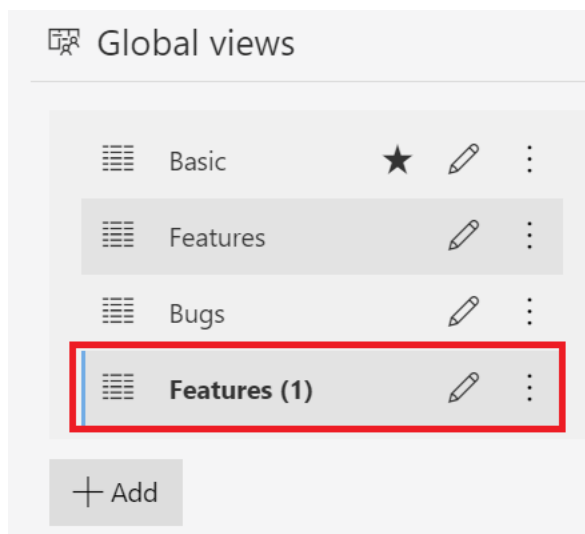 Global views
Basic
Features
Bugs
Features (1)
Add